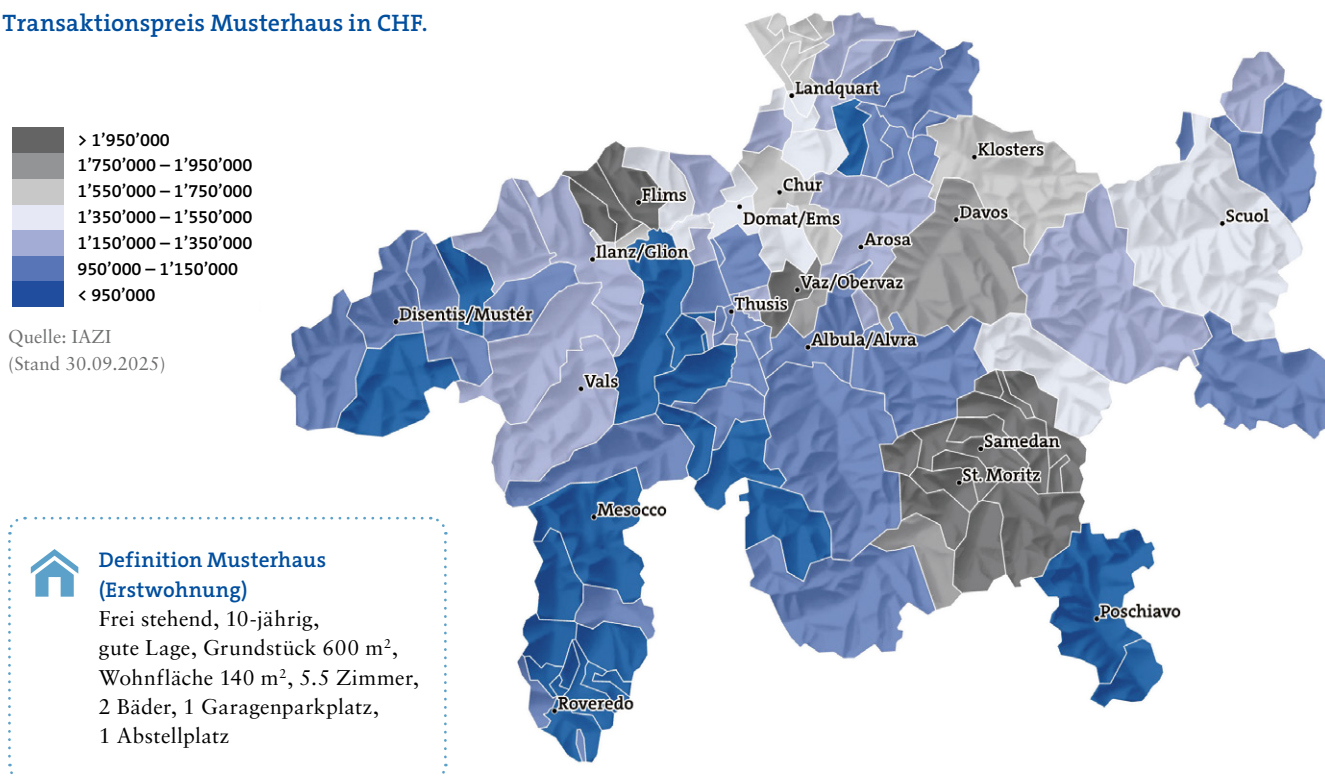 Transaktionspreis Musterhaus in CHF.
> 1’950’000
1’750’000 – 1’950’000
1’550’000 – 1’750’000
1’350’000 – 1’550’000
1’150’000 – 1’350’000
950’000 – 1’150’000
< 950’000
Quelle: IAZI
(Stand 30.09.2025)
Landquart
Klosters
Chur
Flims
Domat/Ems
Davos
Scuol
Arosa
Ilanz/Glion
Vaz/Obervaz
Thusis
Disentis/Mustér
Albula/Alvra
Vals
Samedan
St. Moritz
Mesocco
Poschiavo
Roveredo
Definition Musterhaus
(Erstwohnung)
Frei stehend, 10-jährig,
gute Lage, Grundstück 600 m²,
Wohnfläche 140 m², 5.5 Zimmer,
2 Bäder, 1 Garagenparkplatz,
1 Abstellplatz